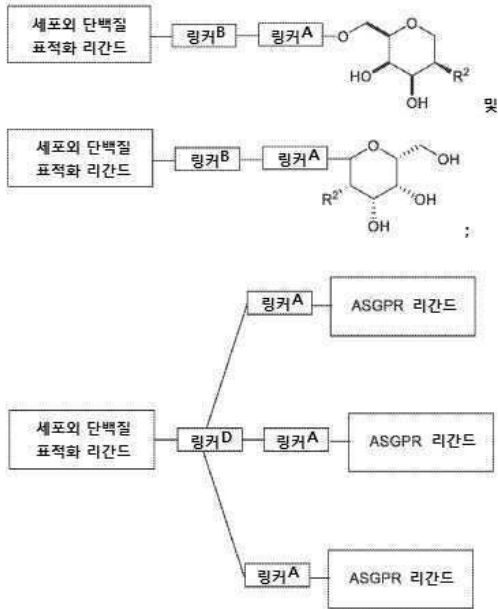 세포외 단백질
표적화 리간드
링커B
링커A
O
O
HO
R2
OH
및
세포외 단백질
표적화 리간드
링커B
링커A
O
OH
R2
OH
OH
;
링커A
ASGPR 리간드
세포외 단백질
표적화 리간드
링커D
링커A
ASGPR 리간드
링커A
ASGPR 리간드